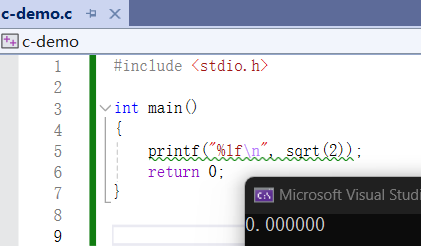 c-demo.c
c-demo
1 #include <stdio.h>
2
3 int main()
4 {
5 printf("%lf\n", sqrt(2));
6 return 0;
7 }
8
9
Microsoft Visual Studi
0.000000